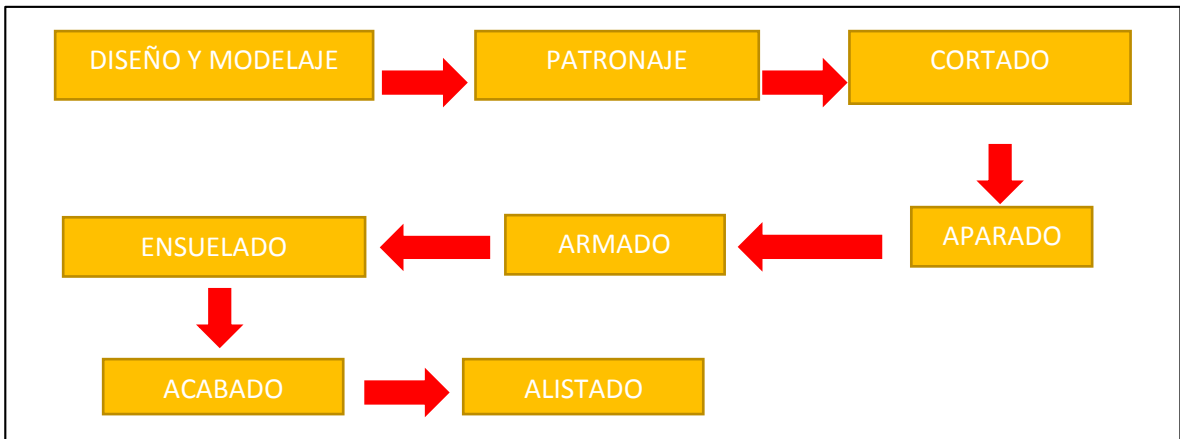 DISEÑO Y MODELAJE
PATRONAJE
CORTADO
APARADO
ARMADO
ENSUELADO
ACABADO
ALISTADO